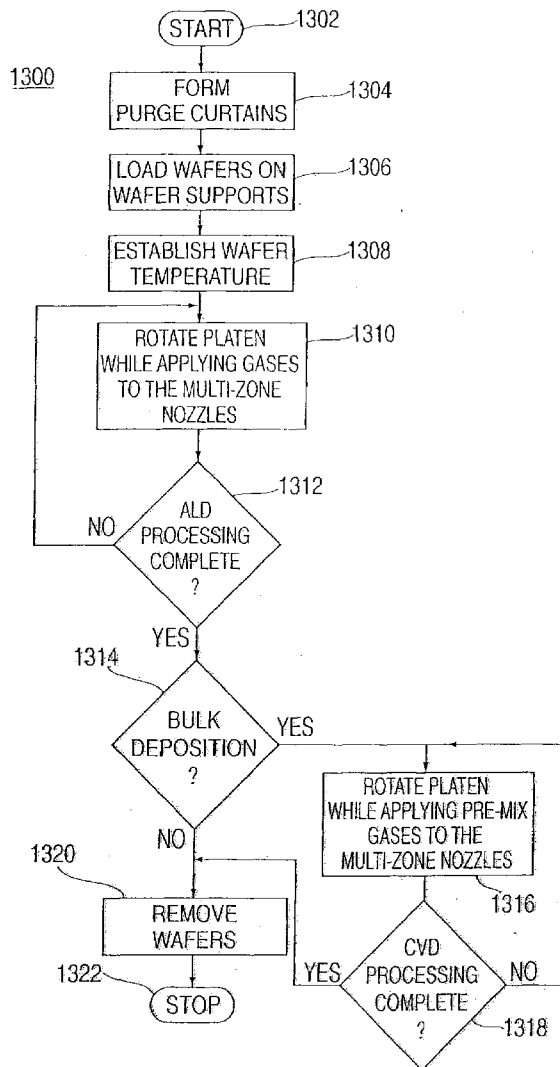 START
1302
1300
FORM
PURGE CURTAINS
1304
LOAD WAFERS ON
WAFER SUPPORTS
1306
ESTABLISH WAFER
TEMPERATURE
1308
ROTATE PLATEN
WHILE APPLYING GASES
TO THE MULTI-ZONE
NOZZLES
1310
ALD
PROCESSING
COMPLETE
?
1312
NO
YES
1314
BULK
DEPOSITION
?
YES
NO
ROTATE PLATEN
WHILE APPLYING PRE-MIX
GASES TO THE
MULTI-ZONE NOZZLES
1316
CVD
PROCESSING
COMPLETE
?
YES
NO
1318
1320
REMOVE
WAFERS
1322
STOP